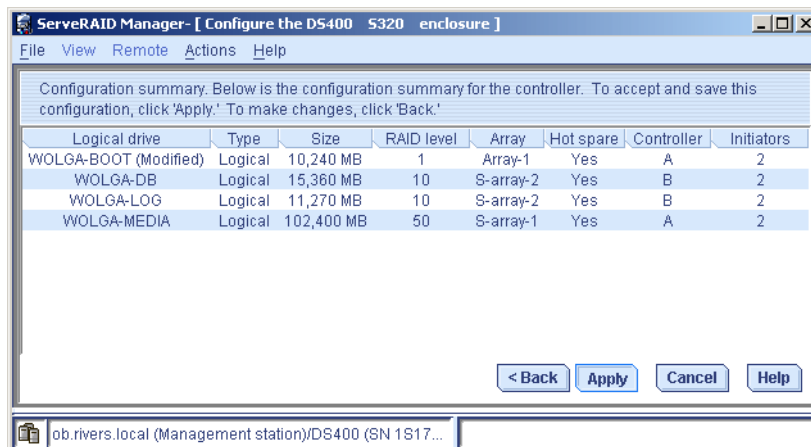 ServeRAID Manager- [ Configure the DS400 S320 enclosure ]
File View Remote Actions Help
Configuration summary. Below is the configuration summary for the controller. To accept and save this
configuration, click 'Apply.' To make changes, click 'Back.'
Logical drive Type Size RAID level Array Hot spare Controller Initiators
WOLGA-BOOT (Modified) Logical 10,240 MB 1 Array-1 Yes A 2
WOLGA-DB Logical 15,360 MB 10 S-array-2 Yes B 2
WOLGA-LOG Logical 11,270 MB 10 S-array-2 Yes B 2
WOLGA-MEDIA Logical 102,400 MB 50 S-array-1 Yes A 2
< Back Apply Cancel Help
ob.rivers.local (Management station)/DS400 (SN 1S17...